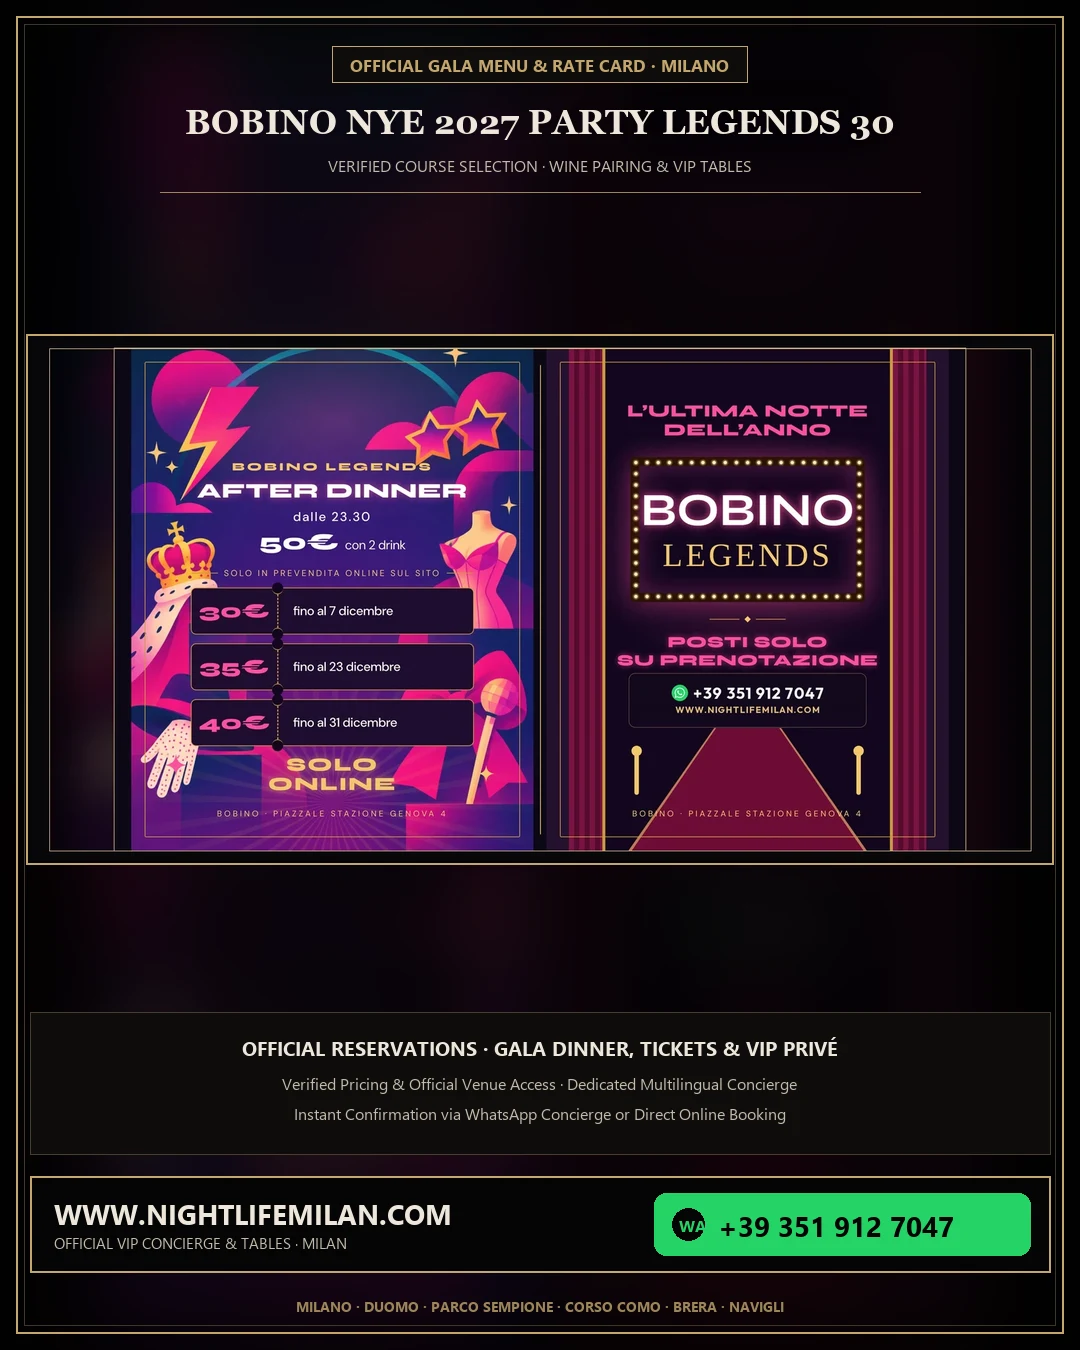 OFFICIAL GALA MENU & RATE CARD · MILANO
BOBINO NYE 2027 PARTY LEGENDS 30
VERIFIED COURSE SELECTION · WINE PAIRING & VIP TABLES
BOBINO LEGENDS
AFTER DINNER
dalle 23.30
50€ con 2 drink
SOLO IN PREVENDITA ONLINE SUL SITO
30€ fino al 7 dicembre
35€ fino al 23 dicembre
40€ fino al 31 dicembre
SOLO
ONLINE
BOBINO · PIAZZALE STAZIONE GENOVA 4
L'ULTIMA NOTTE
DELL'ANNO
BOBINO
LEGENDS
POSTI SOLO
SU PRENOTAZIONE
+39 351 912 7047
WWW.NIGHTLIFEMILAN.COM
BOBINO · PIAZZALE STAZIONE GENOVA 4
OFFICIAL RESERVATIONS · GALA DINNER, TICKETS & VIP PRIVÉ
Verified Pricing & Official Venue Access · Dedicated Multilingual Concierge
Instant Confirmation via WhatsApp Concierge or Direct Online Booking
WWW.NIGHTLIFEMILAN.COM
OFFICIAL VIP CONCIERGE & TABLES · MILAN
WA +39 351 912 7047
MILANO · DUOMO · PARCO SEMPIONE · CORSO COMO · BRERA · NAVIGLI